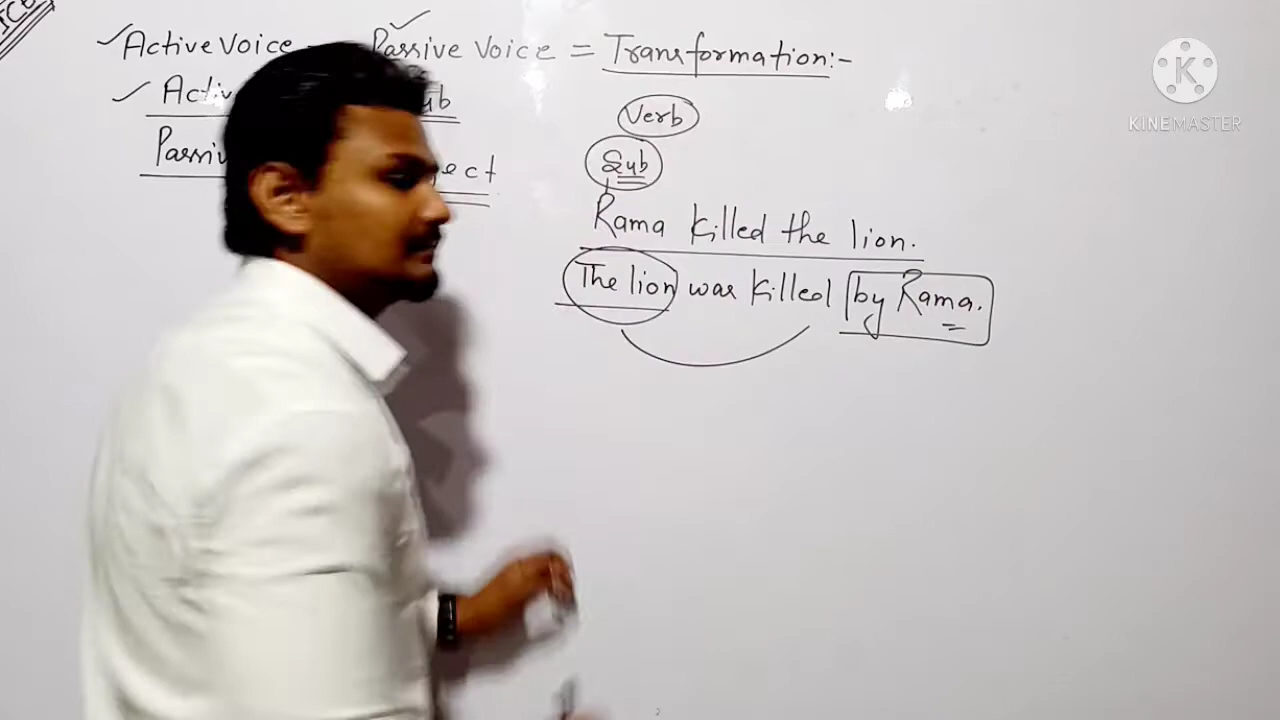 Active Voice Passive Voice = Transformation:-
Verb
Sub
Rama killed the lion.
The lion was killed by Rama.
K
KINEMASTER